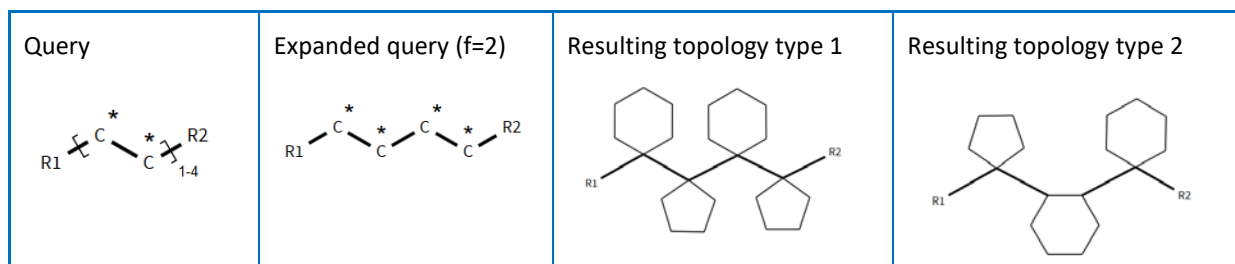 Query
Expanded query (f=2)
Resulting topology type 1
Resulting topology type 2
* C * C R1 R2 1-4
* C * C * C * C R1 R2
R1 R2
R1 R2